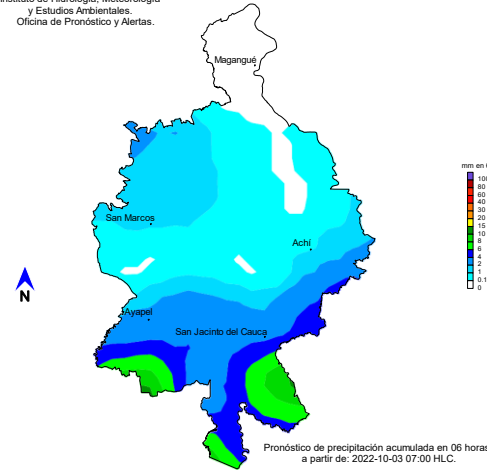 y Estudios Ambientales.
Oficina de Pronóstico y Alertas.
Magangué
mm en
100
80
60
40
30
20
15
10
8
6
4
2
1
0.1
0
San Marcos
Achí
N
Ayapel
San Jacinto del Cauca
Pronóstico de precipitación acumulada en 06 horas
a partir de: 2022-10-03 07:00 HLC.